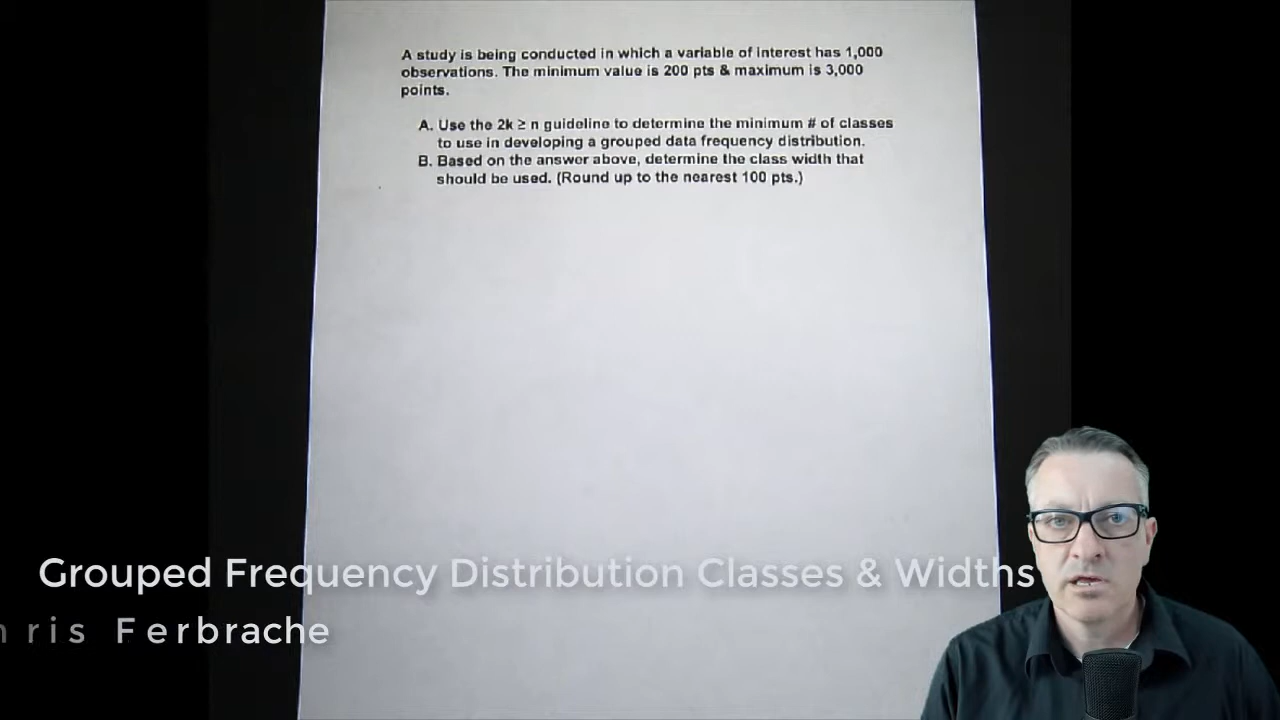 A study is being conducted in which a variable of interest has 1,000
observations. The minimum value is 200 pts & maximum is 3,000
points.
A. Use the 2k ≥ n guideline to determine the minimum # of classes
to use in developing a grouped data frequency distribution.
B. Based on the answer above, determine the class width that
should be used. (Round up to the nearest 100 pts.)
Grouped Frequency Distribution Classes & Widths
hris Ferbrache